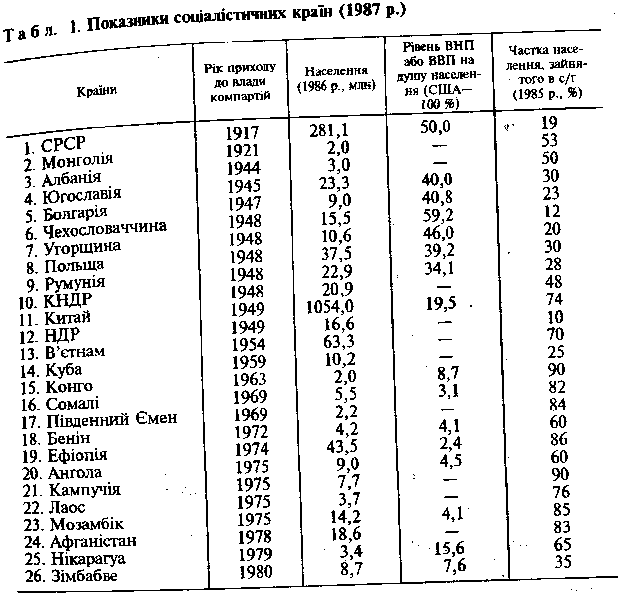 Табл. 1. Показники соціалістичних країн (1987 р.)
Країни
Рік приходу
до влади
компартій
Населення
(1986 р., млн)
Рівень ВНП
або ВВП на
душу населен-
ня (США—
100 %)
Частка насе-
лення, зайня-
того в с/г
(1985 р., %)
1. СРСР 1917 281,1 50,0 19
2. Монголія 1921 2,0 — 53
3. Албанія 1944 3,0 — 50
4. Югославія 1945 23,3 40,0 30
5. Болгарія 1947 9,0 40,8 23
6. Чехословаччина 1948 15,5 59,2 12
7. Угорщина 1948 10,6 46,0 20
8. Польща 1948 37,5 39,2 30
9. Румунія 1948 22,9 34,1 28
10. КНДР 1948 20,9 — 48
11. Китай 1949 1054,0 19,5 74
12. НДР 1949 16,6 — 10
13. В'єтнам 1954 63,3 — 70
14. Куба 1959 10,2 — 25
15. Конго 1963 2,0 8,7 90
16. Сомалі 1969 5,5 3,1 82
17. Південний Ємен 1969 2,2 — 84
18. Бенін 1972 4,2 4,1 60
19. Ефіопія 1974 43,5 2,4 86
20. Ангола 1975 9,0 4,5 60
21. Кампучія 1975 7,7 — 90
22. Лаос 1975 3,7 — 76
23. Мозамбік 1975 14,2 4,1 85
24. Афганістан 1978 18,6 — 83
25. Нікарагуа 1979 3,4 15,6 65
26. Зімбабве 1980 8,7 7,6 35